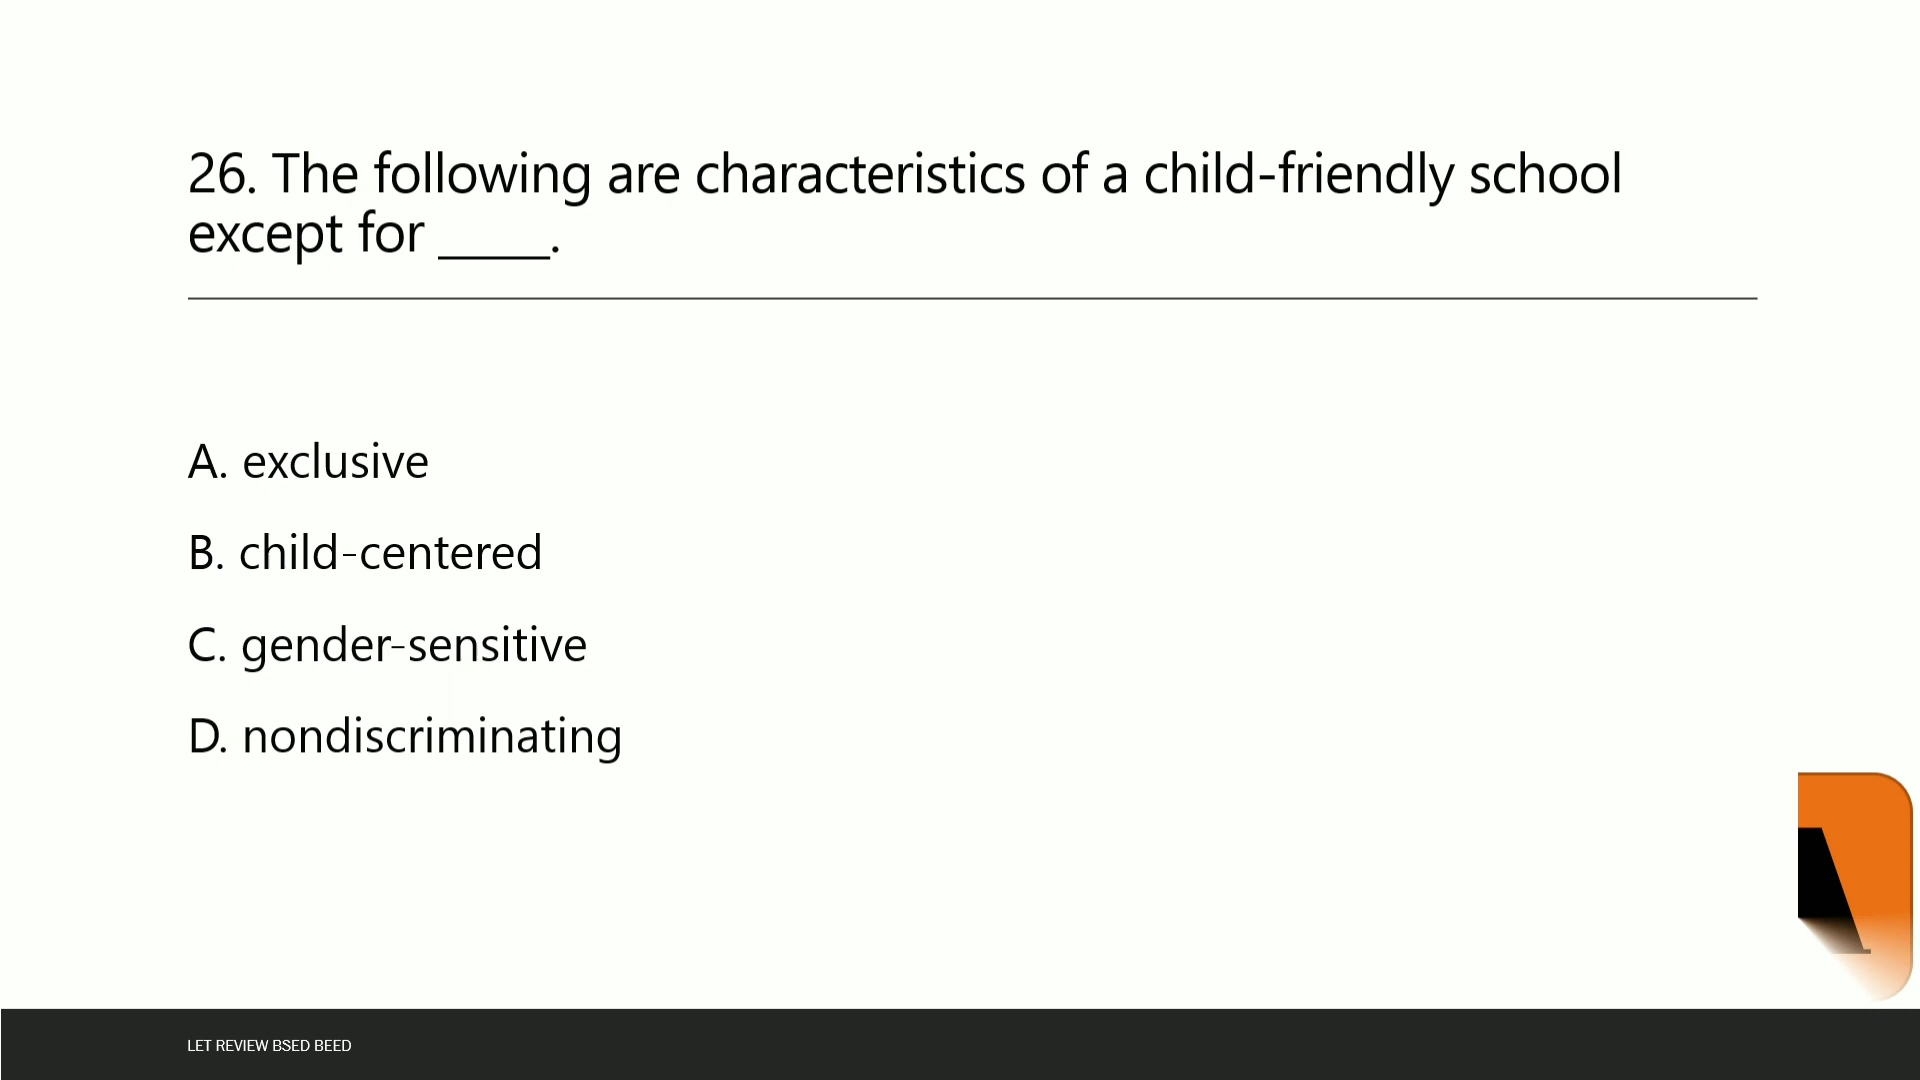 26. The following are characteristics of a child-friendly school
except for _____.
A. exclusive
B. child-centered
C. gender-sensitive
D. nondiscriminating
LET REVIEW BSED BEED